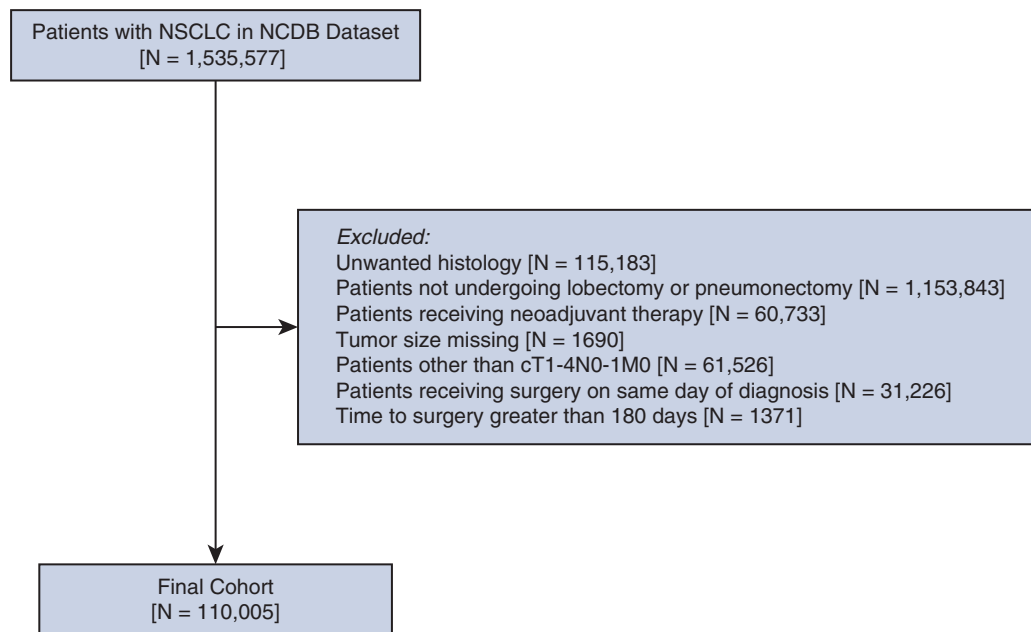 Patients with NSCLC in NCDB Dataset
[N = 1,535,577]
Excluded:
Unwanted histology [N = 115,183]
Patients not undergoing lobectomy or pneumonectomy [N = 1,153,843]
Patients receiving neoadjuvant therapy [N = 60,733]
Tumor size missing [N = 1690]
Patients other than cT1-4N0-1M0 [N = 61,526]
Patients receiving surgery on same day of diagnosis [N = 31,226]
Time to surgery greater than 180 days [N = 1371]
Final Cohort
[N = 110,005]